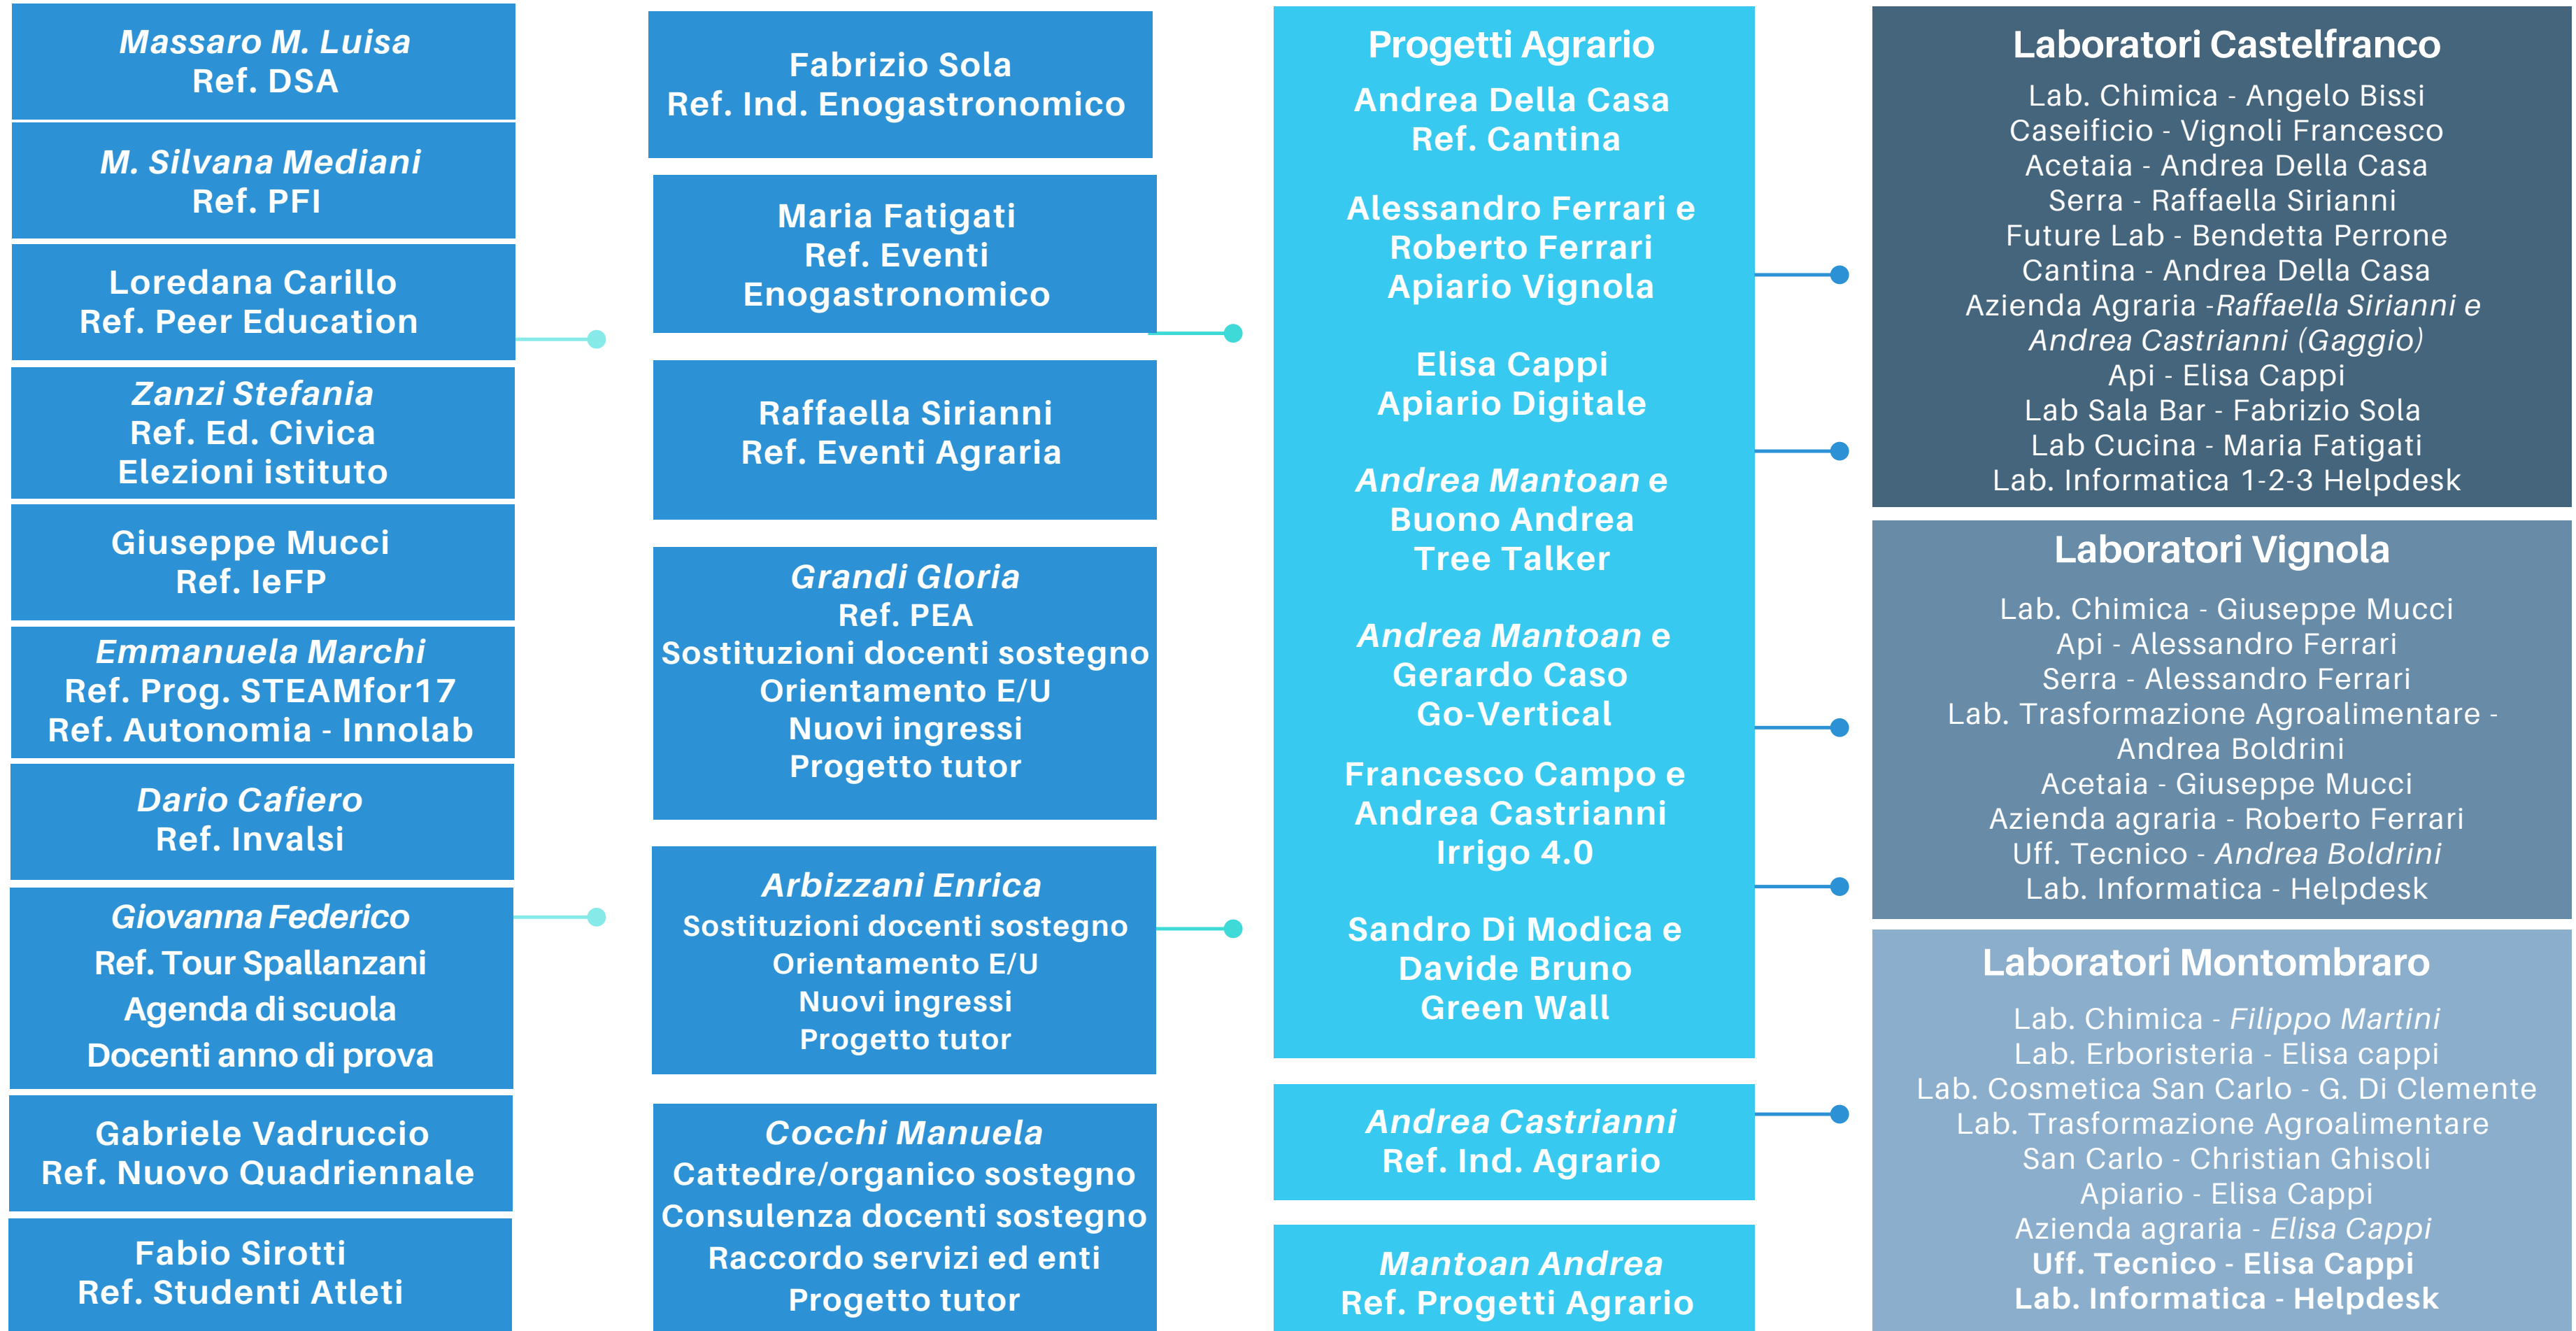 Massaro M. Luisa
Ref. DSA
M. Silvana Mediani
Ref. PFI
Loredana Carillo
Ref. Peer Education
Zanzi Stefania
Ref. Ed. Civica
Elezioni istituto
Giuseppe Mucci
Ref. IeFP
Emmanuela Marchi
Ref. Prog. STEAMfor17
Ref. Autonomia - Innolab
Dario Cafiero
Ref. Invalsi
Giovanna Federico
Ref. Tour Spallanzani
Agenda di scuola
Docenti anno di prova
Gabriele Vadruccio
Ref. Nuovo Quadriennale
Fabio Sirotti
Ref. Studenti Atleti
Fabrizio Sola
Ref. Ind. Enogastronomico
Maria Fatigati
Ref. Eventi
Enogastronomico
Raffaella Sirianni
Ref. Eventi Agraria
Grandi Gloria
Ref. PEA
Sostituzioni docenti sostegno
Orientamento E/U
Nuovi ingressi
Progetto tutor
Arbizzani Enrica
Sostituzioni docenti sostegno
Orientamento E/U
Nuovi ingressi
Progetto tutor
Cocchi Manuela
Cattedre/organico sostegno
Consulenza docenti sostegno
Raccordo servizi ed enti
Progetto tutor
Progetti Agrario
Andrea Della Casa
Ref. Cantina
Alessandro Ferrari e
Roberto Ferrari
Apiario Vignola
Elisa Cappi
Apiario Digitale
Andrea Mantoan e
Buono Andrea
Tree Talker
Andrea Mantoan e
Gerardo Caso
Go-Vertical
Francesco Campo e
Andrea Castrianni
Irrigo 4.0
Sandro Di Modica e
Davide Bruno
Green Wall
Andrea Castrianni
Ref. Ind. Agrario
Mantoan Andrea
Ref. Progetti Agrario
Laboratori Castelfranco
Lab. Chimica - Angelo Bissi
Caseificio - Vignoli Francesco
Acetaia - Andrea Della Casa
Serra - Raffaella Sirianni
Future Lab - Bendetta Perrone
Cantina - Andrea Della Casa
Azienda Agraria -Raffaella Sirianni e
Andrea Castrianni (Gaggio)
Api - Elisa Cappi
Lab Sala Bar - Fabrizio Sola
Lab Cucina - Maria Fatigati
Lab. Informatica 1-2-3 Helpdesk
Laboratori Vignola
Lab. Chimica - Giuseppe Mucci
Api - Alessandro Ferrari
Serra - Alessandro Ferrari
Lab. Trasformazione Agroalimentare -
Andrea Boldrini
Acetaia - Giuseppe Mucci
Azienda agraria - Roberto Ferrari
Uff. Tecnico - Andrea Boldrini
Lab. Informatica - Helpdesk
Laboratori Montombraro
Lab. Chimica - Filippo Martini
Lab. Erboristeria - Elisa cappi
Lab. Cosmetica San Carlo - G. Di Clemente
Lab. Trasformazione Agroalimentare
San Carlo - Christian Ghisoli
Apiario - Elisa Cappi
Azienda agraria - Elisa Cappi
Uff. Tecnico - Elisa Cappi
Lab. Informatica - Helpdesk